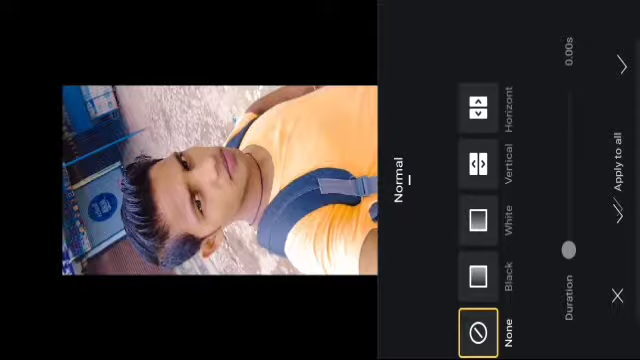 Normal
None
Black
White
Vertical
Horizont
Duration
0.00s
Apply to all